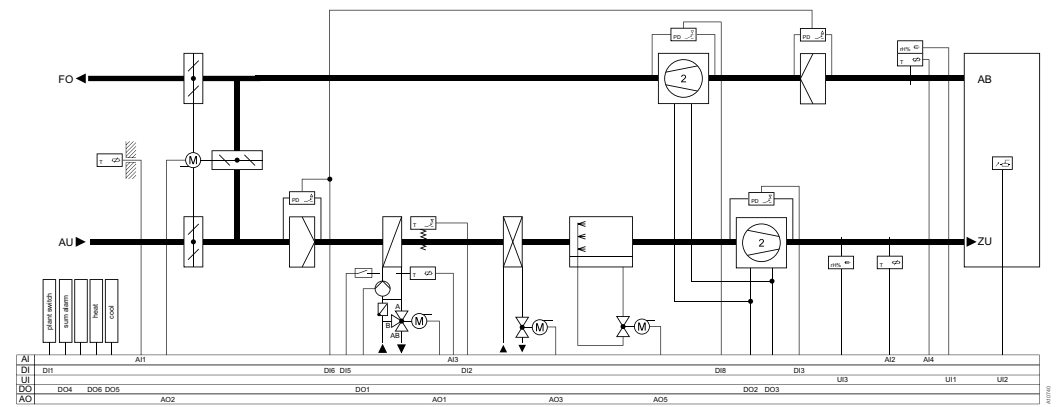 PD
PD
rH%
T
FO
2
AB
T
M
PD
PD
T
AU
2
ZU
T
rH%
T
plant switch
sum alarm
heat
cool
A
B
M
AB
M
M
AI AI1 AI3 AI2 AI4
DI DI1 DI6 DI5 DI2 DI8 DI3
UI UI3 UI1 UI2
DO DO4 DO6 DO5 DO1 DO2 DO3
AO AO2 AO1 AO3 AO5
A10740